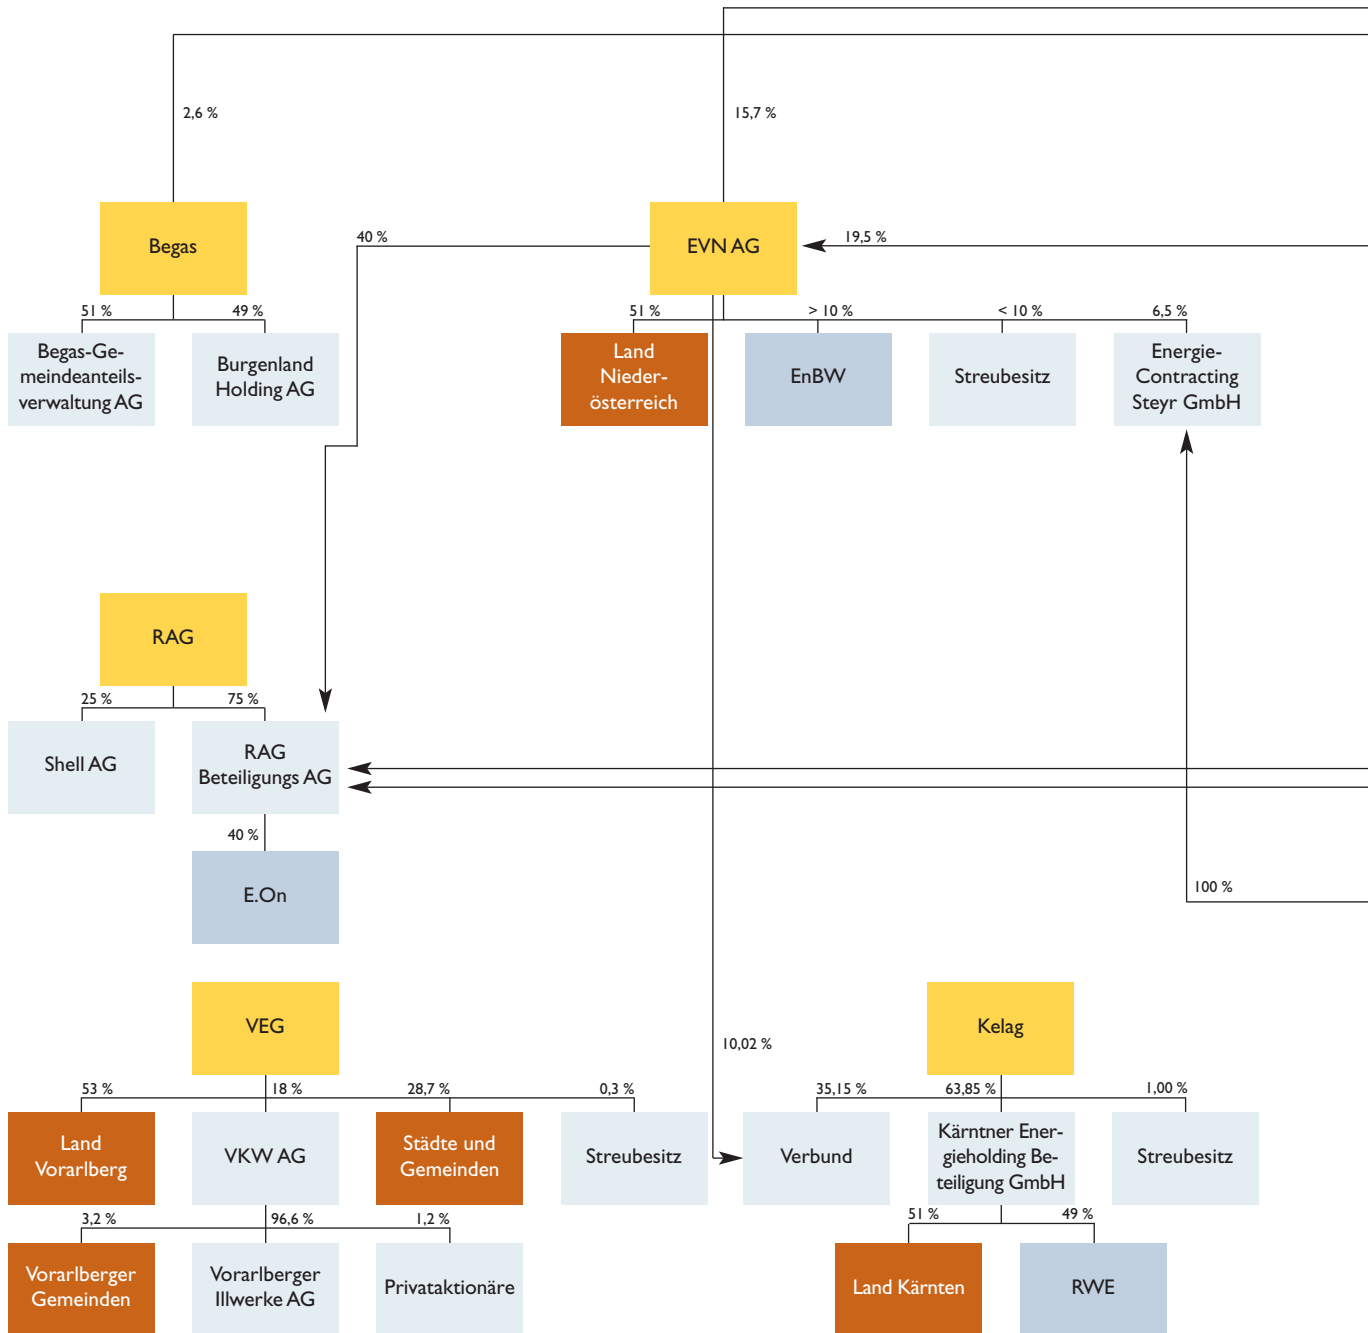 2,6 %
15,7 %
Begas
40 %
EVN AG
19,5 %
51 %
49 %
51 %
> 10 %
< 10 %
6,5 %
Begas-Ge-
meindeanteils-
verwaltung AG
Burgenland
Holding AG
Land
Nieder-
österreich
EnBW
Streubesitz
Energie-
Contracting
Steyr GmbH
RAG
25 %
75 %
Shell AG
RAG
Beteiligungs AG
40 %
E.On
100 %
VEG
Kelag
10,02 %
53 %
18 %
28,7 %
0,3 %
35,15 %
63,85 %
1,00 %
Land
Vorarlberg
VKW AG
Städte und
Gemeinden
Streubesitz
Verbund
Kärntner Ener-
gieholding Be-
teiligung GmbH
Streubesitz
3,2 %
96,6 %
1,2 %
51 %
49 %
Vorarlberger
Gemeinden
Vorarlberger
Illwerke AG
Privataktionäre
Land Kärnten
RWE